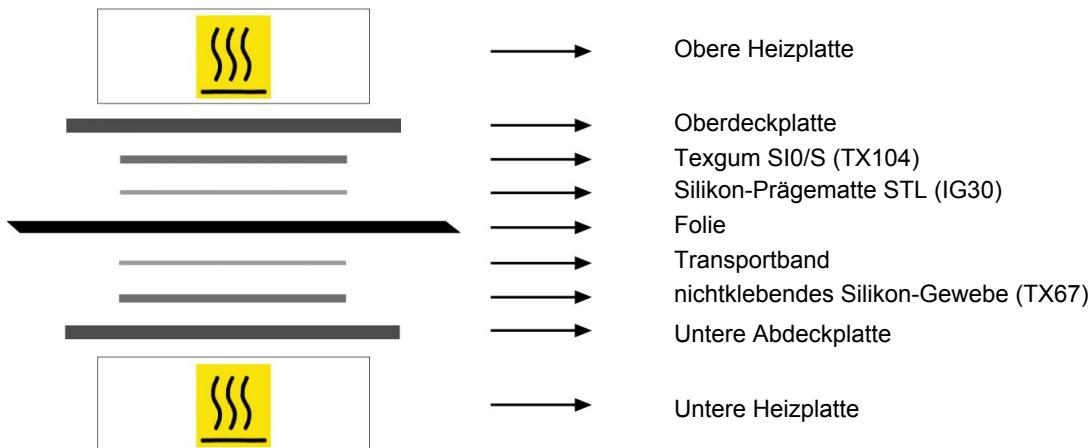 Obere Heizplatte
Oberdeckplatte
Texgum SI0/S (TX104)
Silikon-Prägematte STL (IG30)
Folie
Transportband
nichtklebendes Silikon-Gewebe (TX67)
Untere Abdeckplatte
Untere Heizplatte